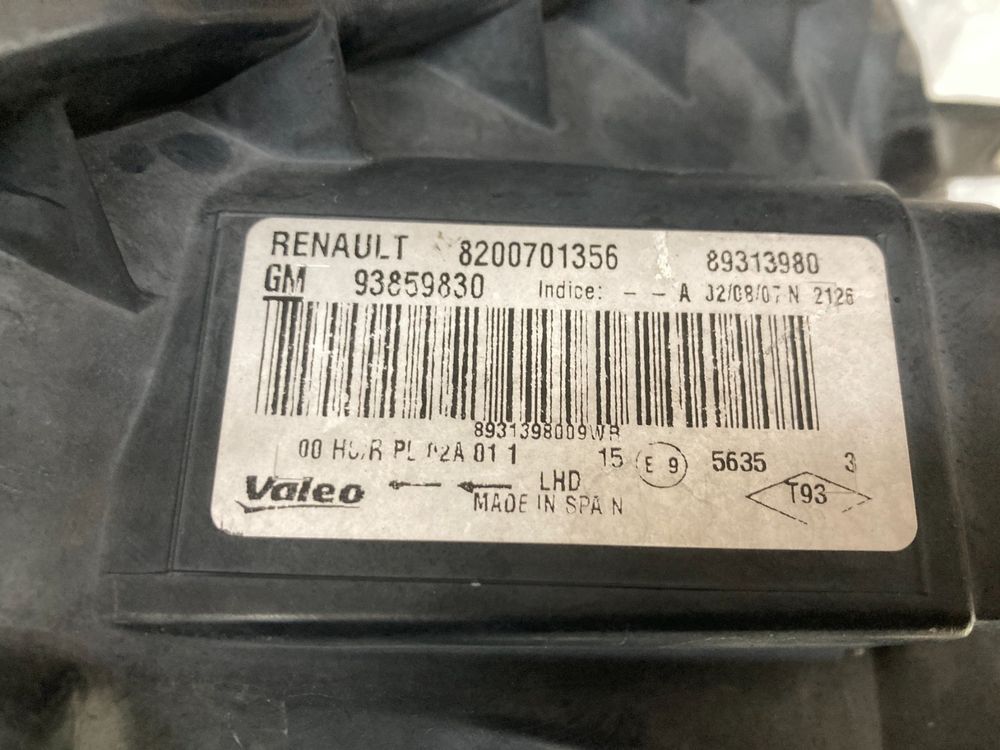 RENAULT 8200701356 89313980
GM 93859830 Indice: - - A 02/08/07 N 2126
8931398009WR
00 HC/R PL 02A 01 1 15 E 9 5635 3
Valeo LHD T93
MADE IN SPAIN